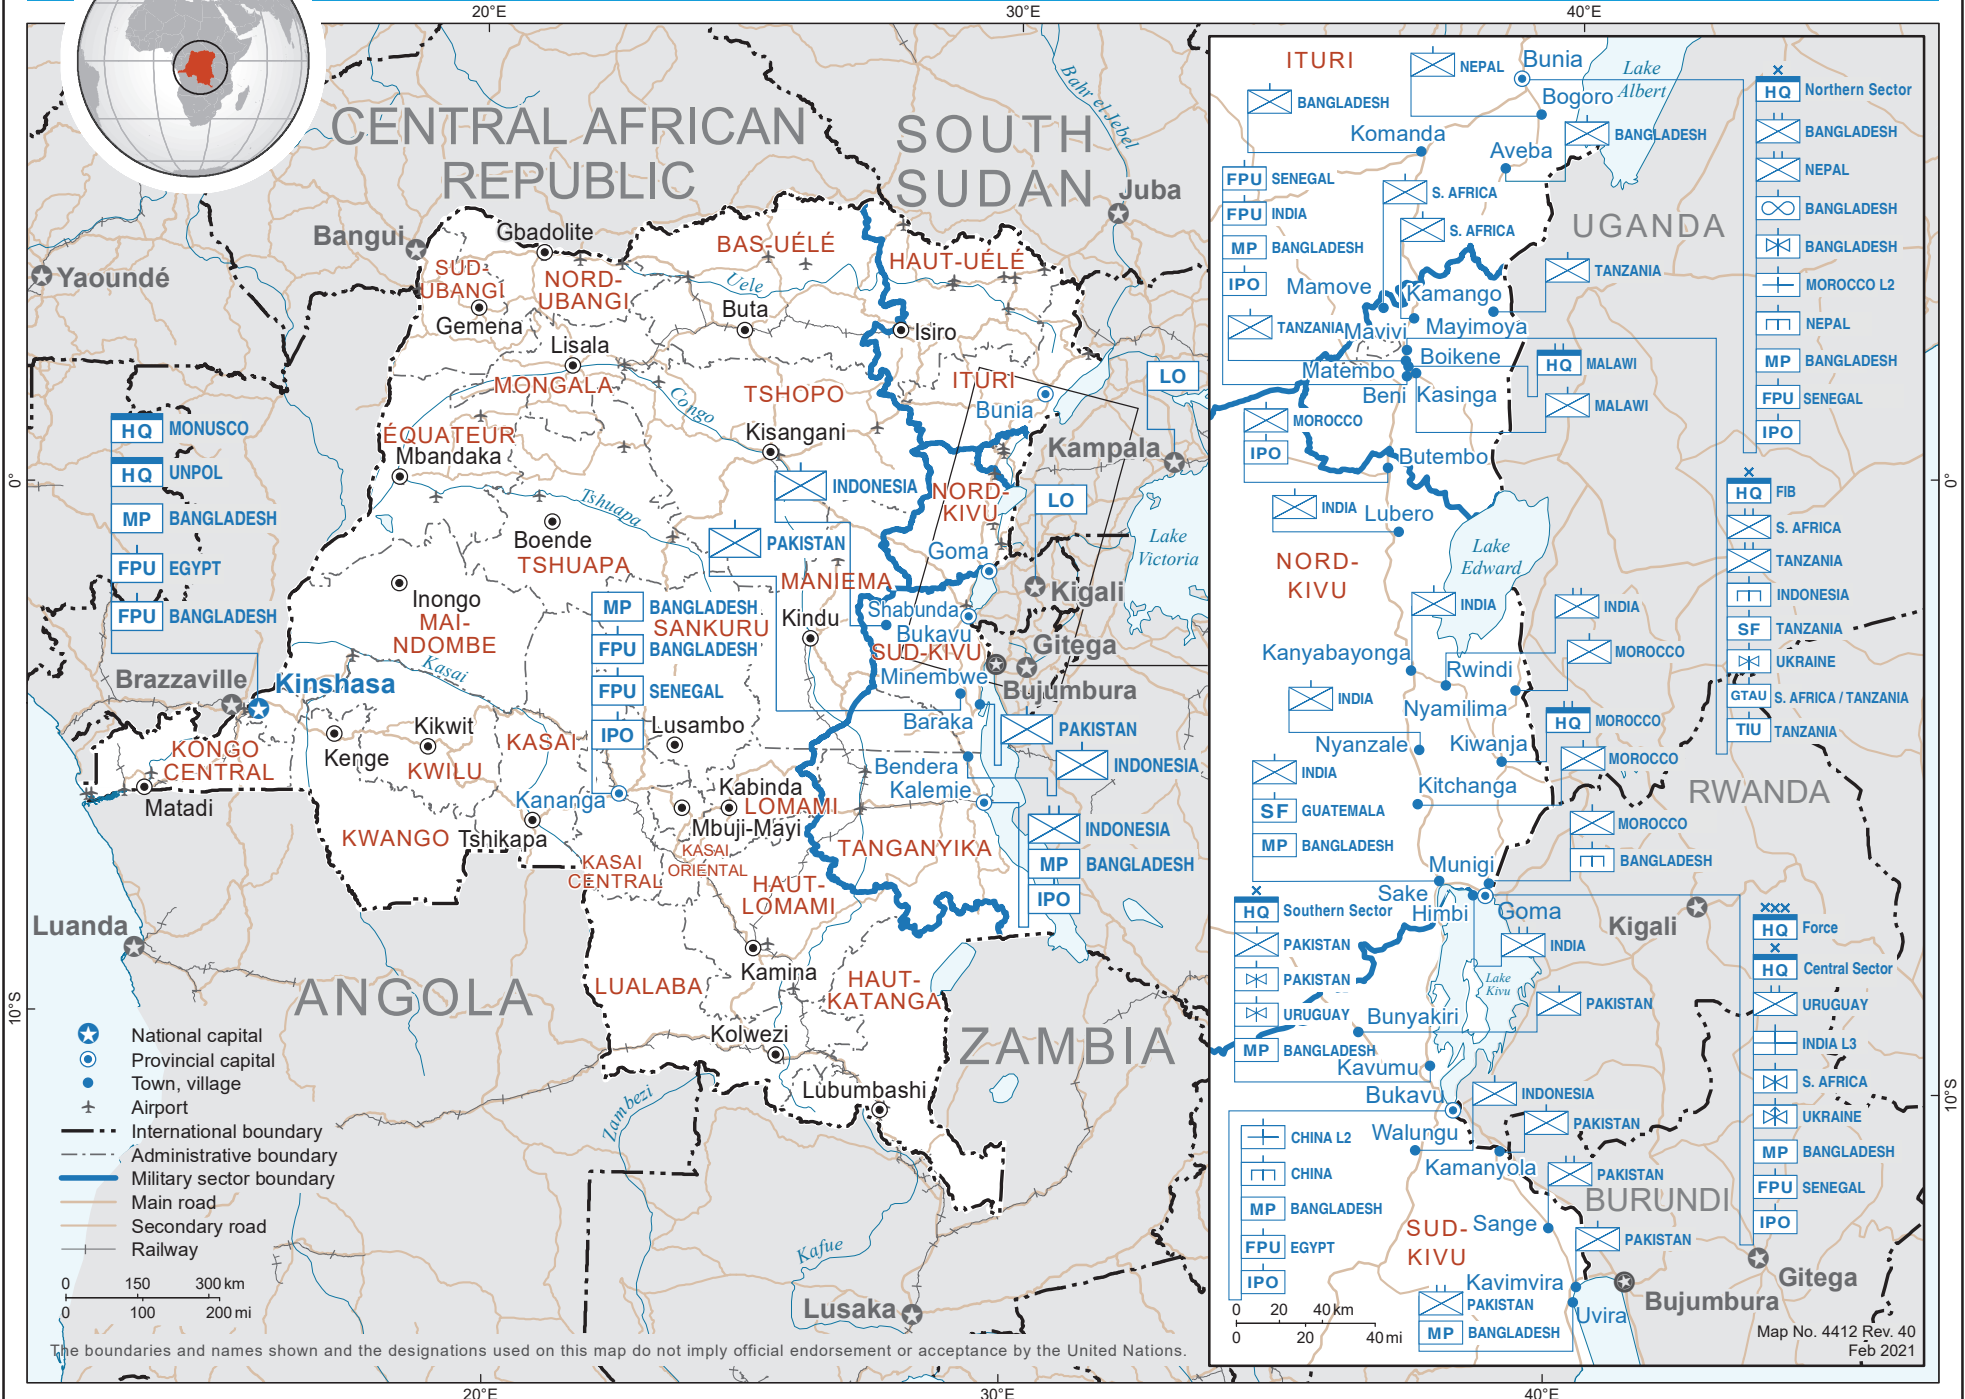 20°E
30°E
40°E
0°
10°S
0°
10°S
20°E
30°E
40°E
CENTRAL AFRICAN
REPUBLIC
SOUTH
SUDAN
Bahr el Jebel
Juba
Bangui
Yaoundé
Gbadolite
SUD-
UBANGI
NORD-
UBANGI
BAS-UÉLÉ
HAUT-UÉLÉ
Uele
Gemena
Buta
Isiro
Lisala
MONGALA
Congo
TSHOPO
ITURI
Bunia
LO
ÉQUATEUR
Mbandaka
Kisangani
Kampala
INDONESIA
NORD-
KIVU
LO
Tshuapa
Boende
TSHUAPA
PAKISTAN
Goma
Lake
Victoria
MANIEMA
Kigali
Inongo
MAI-
NDOMBE
Kasai
MP BANGLADESH
SANKURU
FPU BANGLADESH
FPU SENEGAL
IPO
Kindu
Shabunda
Bukavu
SUD-KIVU
Gitega
Minembwe
Bujumbura
Baraka
PAKISTAN
INDONESIA
HQ MONUSCO
HQ UNPOL
MP BANGLADESH
FPU EGYPT
FPU BANGLADESH
Brazzaville
Kinshasa
KONGO
CENTRAL
Matadi
Kenge
Kikwit
KWILU
KASAI
Lusambo
Kananga
Kabinda
LOMAMI
Mbuji-Mayi
Bendera
Kalemie
KWANGO
Tshikapa
KASAI
CENTRAL
KASAI
ORIENTAL
HAUT-
LOMAMI
TANGANYIKA
INDONESIA
MP BANGLADESH
IPO
Luanda
ANGOLA
LUALABA
Kamina
HAUT-
KATANGA
Kolwezi
ZAMBIA
Lubumbashi
Zambezi
Kafue
Lusaka
National capital
Provincial capital
Town, village
Airport
International boundary
Administrative boundary
Military sector boundary
Main road
Secondary road
Railway
0 150 300 km
0 100 200 mi
The boundaries and names shown and the designations used on this map do not imply official endorsement or acceptance by the United Nations.
ITURI
NEPAL
Bunia
BANGLADESH
Bogoro
Lake
Albert
Komanda
BANGLADESH
Aveba
FPU SENEGAL
FPU INDIA
MP BANGLADESH
IPO
S. AFRICA
S. AFRICA
UGANDA
TANZANIA
Mamove
Kamango
TANZANIA
Mavivi
Mayimoya
Boikene
Matembo
Beni
Kasinga
HQ MALAWI
MALAWI
MOROCCO
IPO
Butembo
INDIA
Lubero
Lake
Edward
NORD-
KIVU
INDIA
INDIA
MOROCCO
Kanyabayonga
Rwindi
INDIA
Nyamilima
HQ MOROCCO
Nyanzale
Kiwanja
MOROCCO
INDIA
SF GUATEMALA
MP BANGLADESH
Kitchanga
RWANDA
MOROCCO
BANGLADESH
Munigi
Sake
Himbi
Goma
Kigali
HQ Southern Sector
PAKISTAN
PAKISTAN
URUGUAY
MP BANGLADESH
INDIA
Lake
Kivu
PAKISTAN
Bunyakiri
Kavumu
Bukavu
INDONESIA
PAKISTAN
CHINA L2
CHINA
MP BANGLADESH
FPU EGYPT
IPO
Walungu
Kamanyola
PAKISTAN
BURUNDI
SUD-
KIVU
Sange
PAKISTAN
Kavimvira
PAKISTAN
MP BANGLADESH
Uvira
Bujumbura
Gitega
0 20 40 km
0 20 40 mi
HQ Northern Sector
BANGLADESH
NEPAL
BANGLADESH
BANGLADESH
MOROCCO L2
NEPAL
MP BANGLADESH
FPU SENEGAL
IPO
HQ FIB
S. AFRICA
TANZANIA
INDONESIA
SF TANZANIA
UKRAINE
GTAU S. AFRICA / TANZANIA
TIU TANZANIA
HQ Force
HQ Central Sector
URUGUAY
INDIA L3
S. AFRICA
UKRAINE
MP BANGLADESH
FPU SENEGAL
IPO
Map No. 4412 Rev. 40
Feb 2021